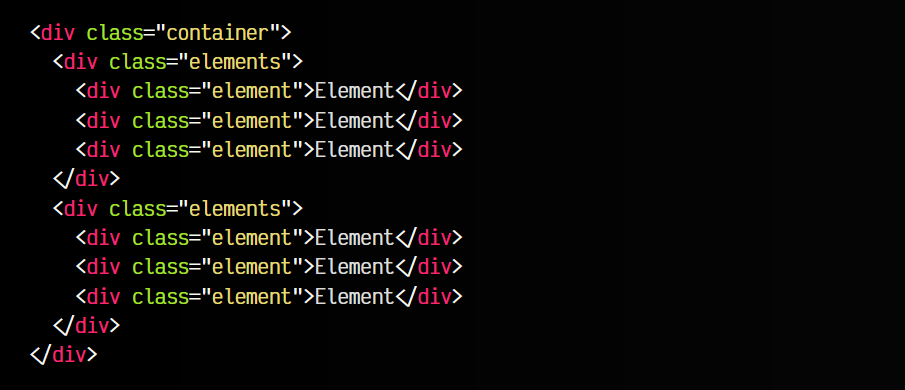 <div class="container">
  <div class="elements">
    <div class="element">Element</div>
    <div class="element">Element</div>
    <div class="element">Element</div>
  </div>
  <div class="elements">
    <div class="element">Element</div>
    <div class="element">Element</div>
    <div class="element">Element</div>
  </div>
</div>